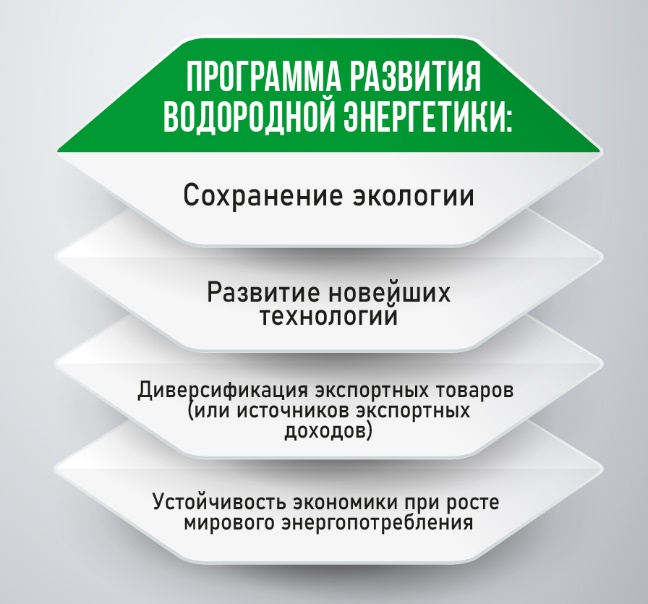 ПРОГРАММА РАЗВИТИЯ
ВОДОРОДНОЙ ЭНЕРГЕТИКИ:
Сохранение экологии
Развитие новейших
технологий
Диверсификация экспортных товаров
(или источников экспортных
доходов)
Устойчивость экономики при росте
мирового энергопотребления